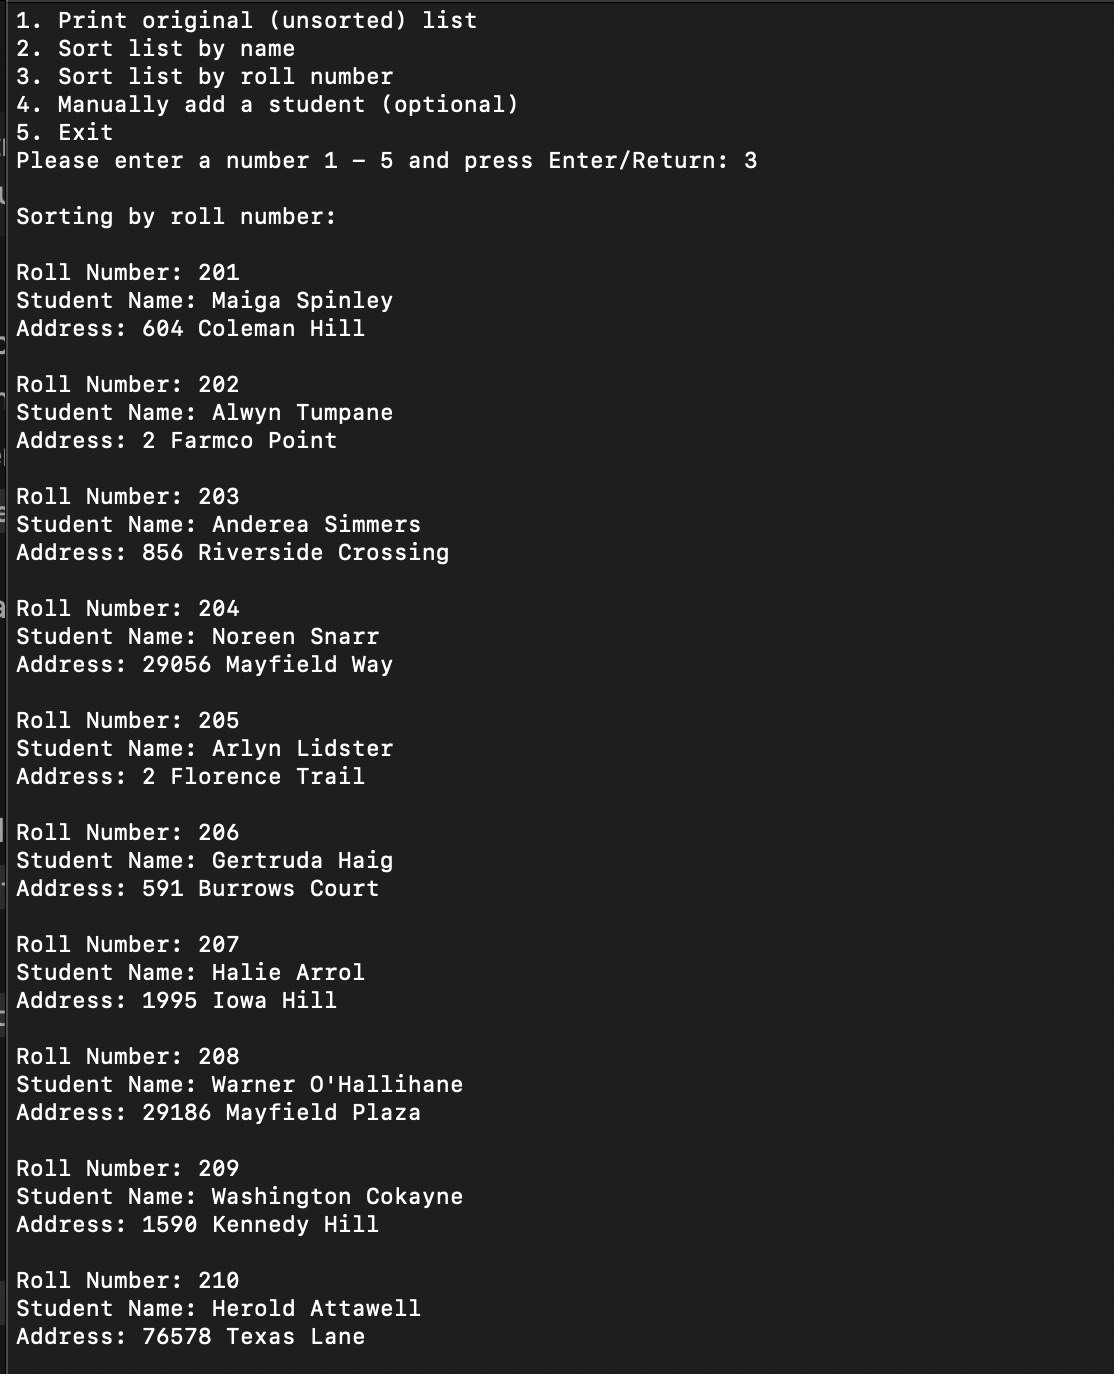 1. Print original (unsorted) list
2. Sort list by name
3. Sort list by roll number
4. Manually add a student (optional)
5. Exit
Please enter a number 1 – 5 and press Enter/Return: 3
Sorting by roll number:
Roll Number: 201
Student Name: Maiga Spinley
Address: 604 Coleman Hill
Roll Number: 202
Student Name: Alwyn Tumpane
Address: 2 Farmco Point
Roll Number: 203
Student Name: Anderea Simmers
Address: 856 Riverside Crossing
Roll Number: 204
Student Name: Noreen Snarr
Address: 29056 Mayfield Way
Roll Number: 205
Student Name: Arlyn Lidster
Address: 2 Florence Trail
Roll Number: 206
Student Name: Gertruda Haig
Address: 591 Burrows Court
Roll Number: 207
Student Name: Halie Arrol
Address: 1995 Iowa Hill
Roll Number: 208
Student Name: Warner O'Hallihane
Address: 29186 Mayfield Plaza
Roll Number: 209
Student Name: Washington Cokayne
Address: 1590 Kennedy Hill
Roll Number: 210
Student Name: Herold Attawell
Address: 76578 Texas Lane